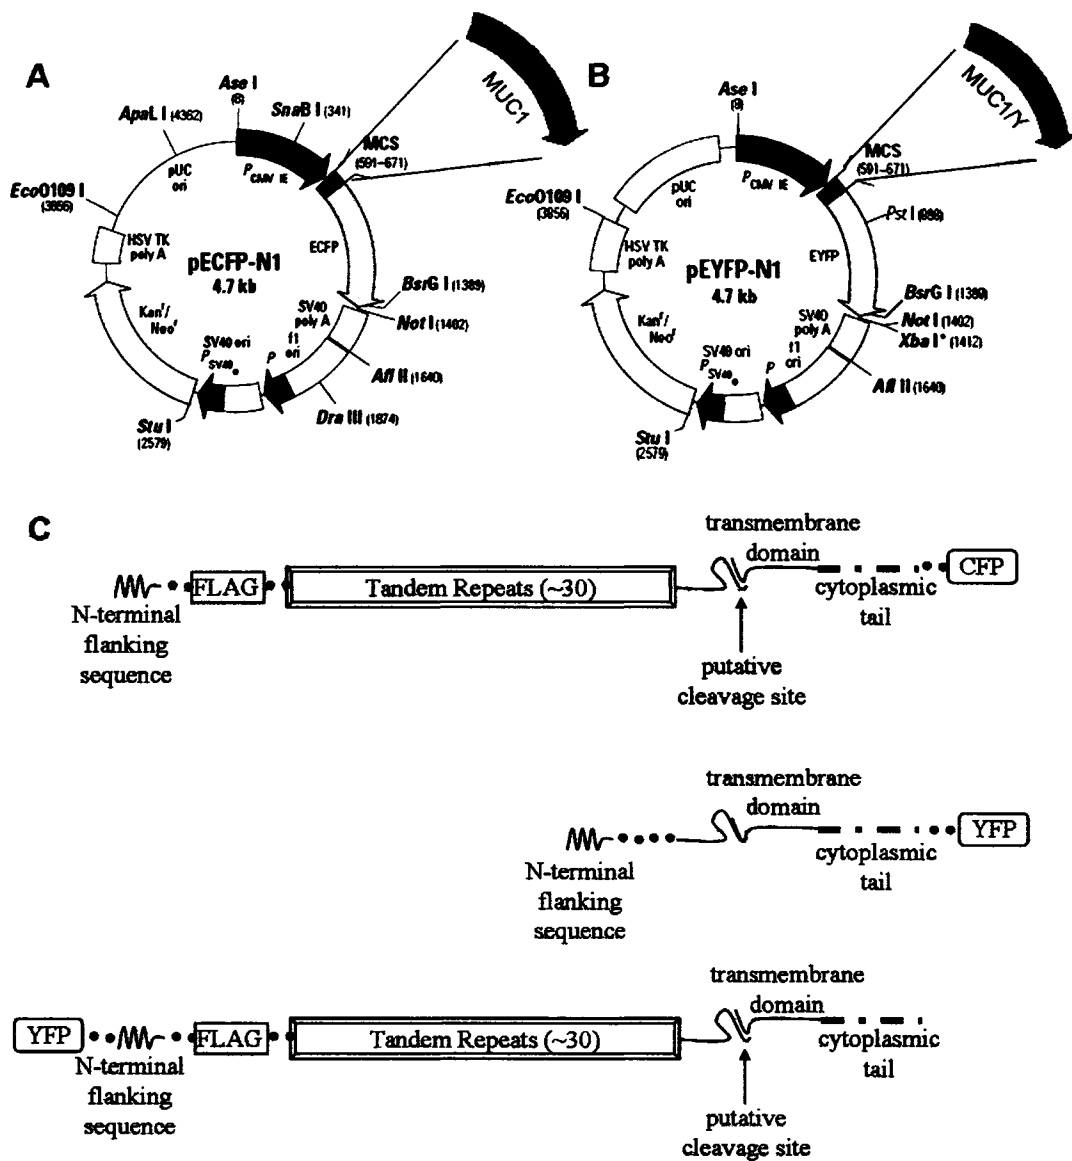 A
Ase I
(8)
SnaB I (341)
ApaL I (4362)
MUC1
MCS
(591–671)
P CMV IE
pUC
ori
EcoO109 I
(3856)
HSV TK
poly A
ECFP
pECFP-N1
4.7 kb
BsrG I (1389)
Not I (1402)
SV40
poly A
Kanr/
Neor
f1
ori
SV40 ori
P SV40 e
P
Afl II (1640)
Dra III (1874)
Stu I
(2579)
B
Ase I
(8)
MUC1/Y
MCS
(591–671)
P CMV IE
pUC
ori
EcoO109 I
(3856)
Pst I
HSV TK
poly A
EYFP
pEYFP-N1
4.7 kb
BsrG I (1389)
Not I (1402)
Xba I* (1412)
SV40
poly A
Kanr/
Neor
f1
ori
SV40 ori
P SV40 e
P
Afl II (1640)
Stu I
(2579)
C
transmembrane
domain
FLAG
Tandem Repeats (~30)
CFP
N-terminal
flanking
sequence
cytoplasmic
tail
putative
cleavage site
transmembrane
domain
YFP
N-terminal
flanking
sequence
cytoplasmic
tail
transmembrane
domain
YFP
FLAG
Tandem Repeats (~30)
N-terminal
flanking
sequence
cytoplasmic
tail
putative
cleavage site